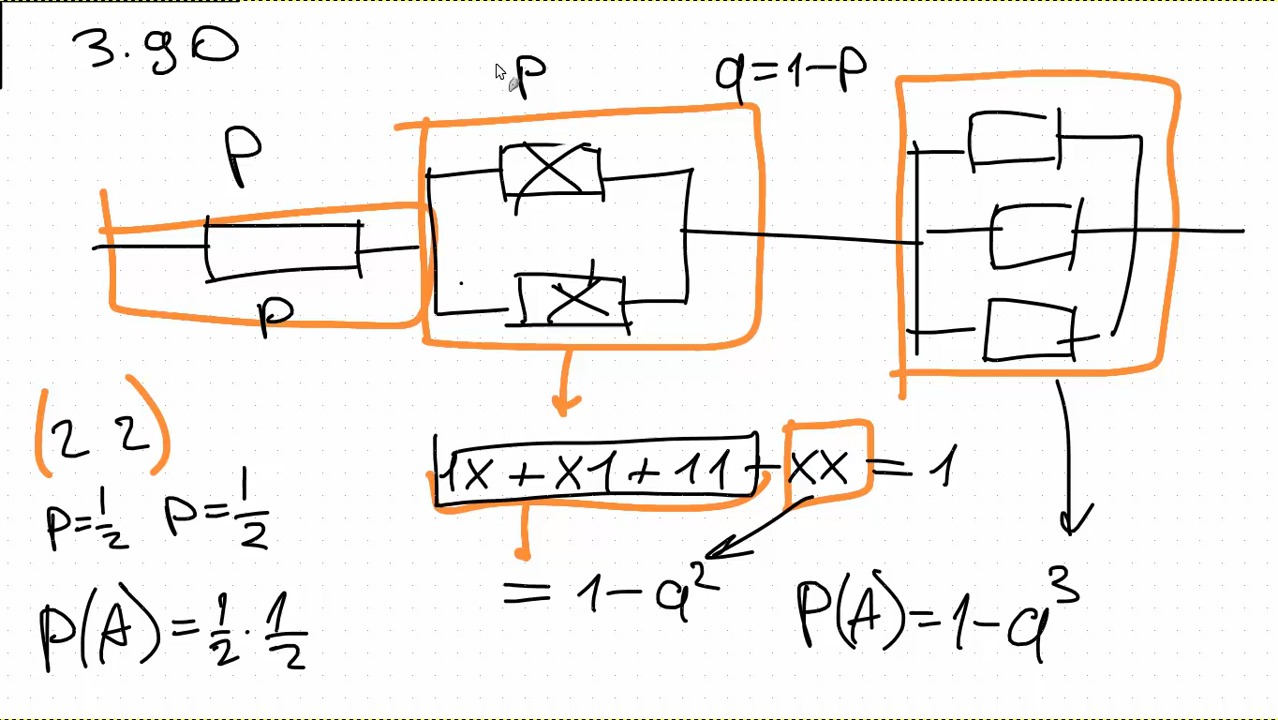 3.90
P
q=1-P
P
P
(2 2)
1X + X1 + 11 + XX = 1
P=1/2 P=1/2
= 1-q²
P(A)=1-q³
P(A)=1/2·1/2